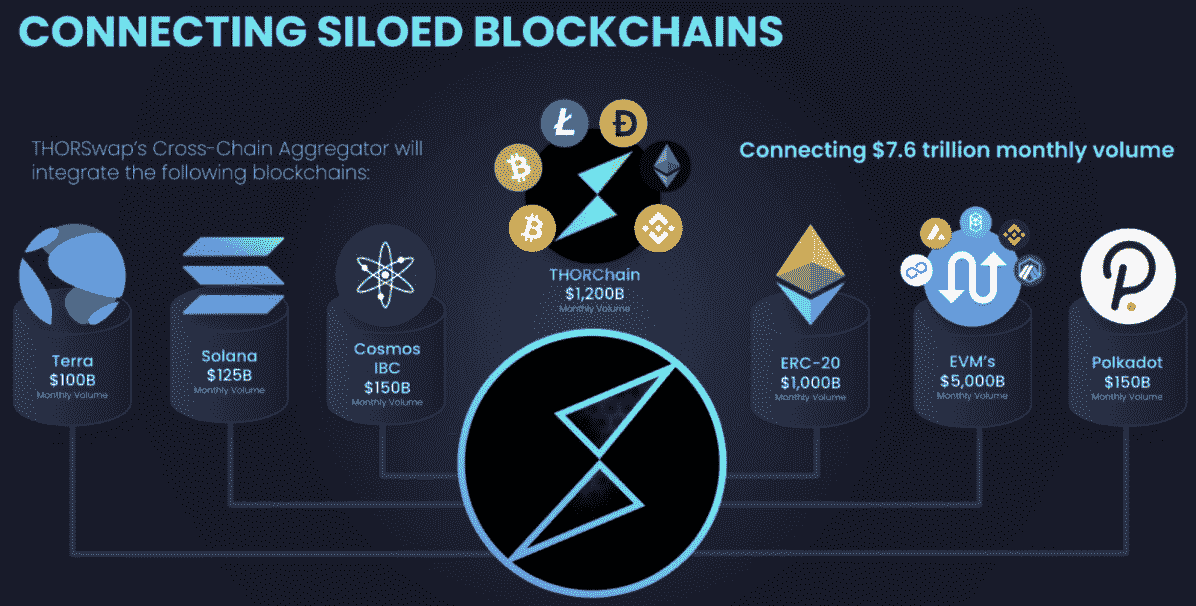 CONNECTING SILOED BLOCKCHAINS
THORSwap's Cross-Chain Aggregator will
integrate the following blockchains:
Connecting $7.6 trillion monthly volume
THORChain
$1,200B
Monthly Volume
Terra
$100B
Monthly Volume
Solana
$125B
Monthly Volume
Cosmos
IBC
$150B
Monthly Volume
ERC-20
$1,000B
Monthly Volume
EVM's
$5,000B
Monthly Volume
Polkadot
$150B
Monthly Volume